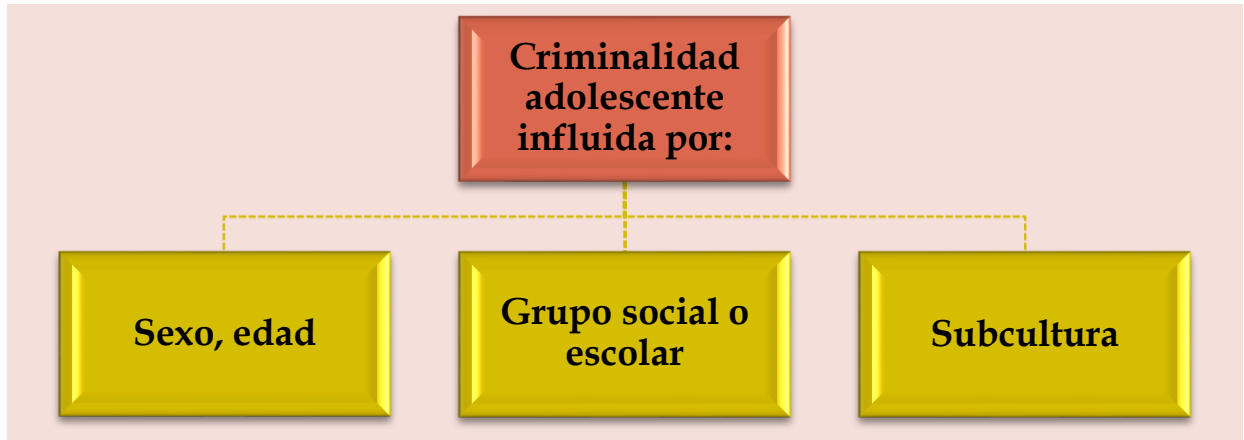 Criminalidad
adolescente
influida por:
Sexo, edad
Grupo social o
escolar
Subcultura